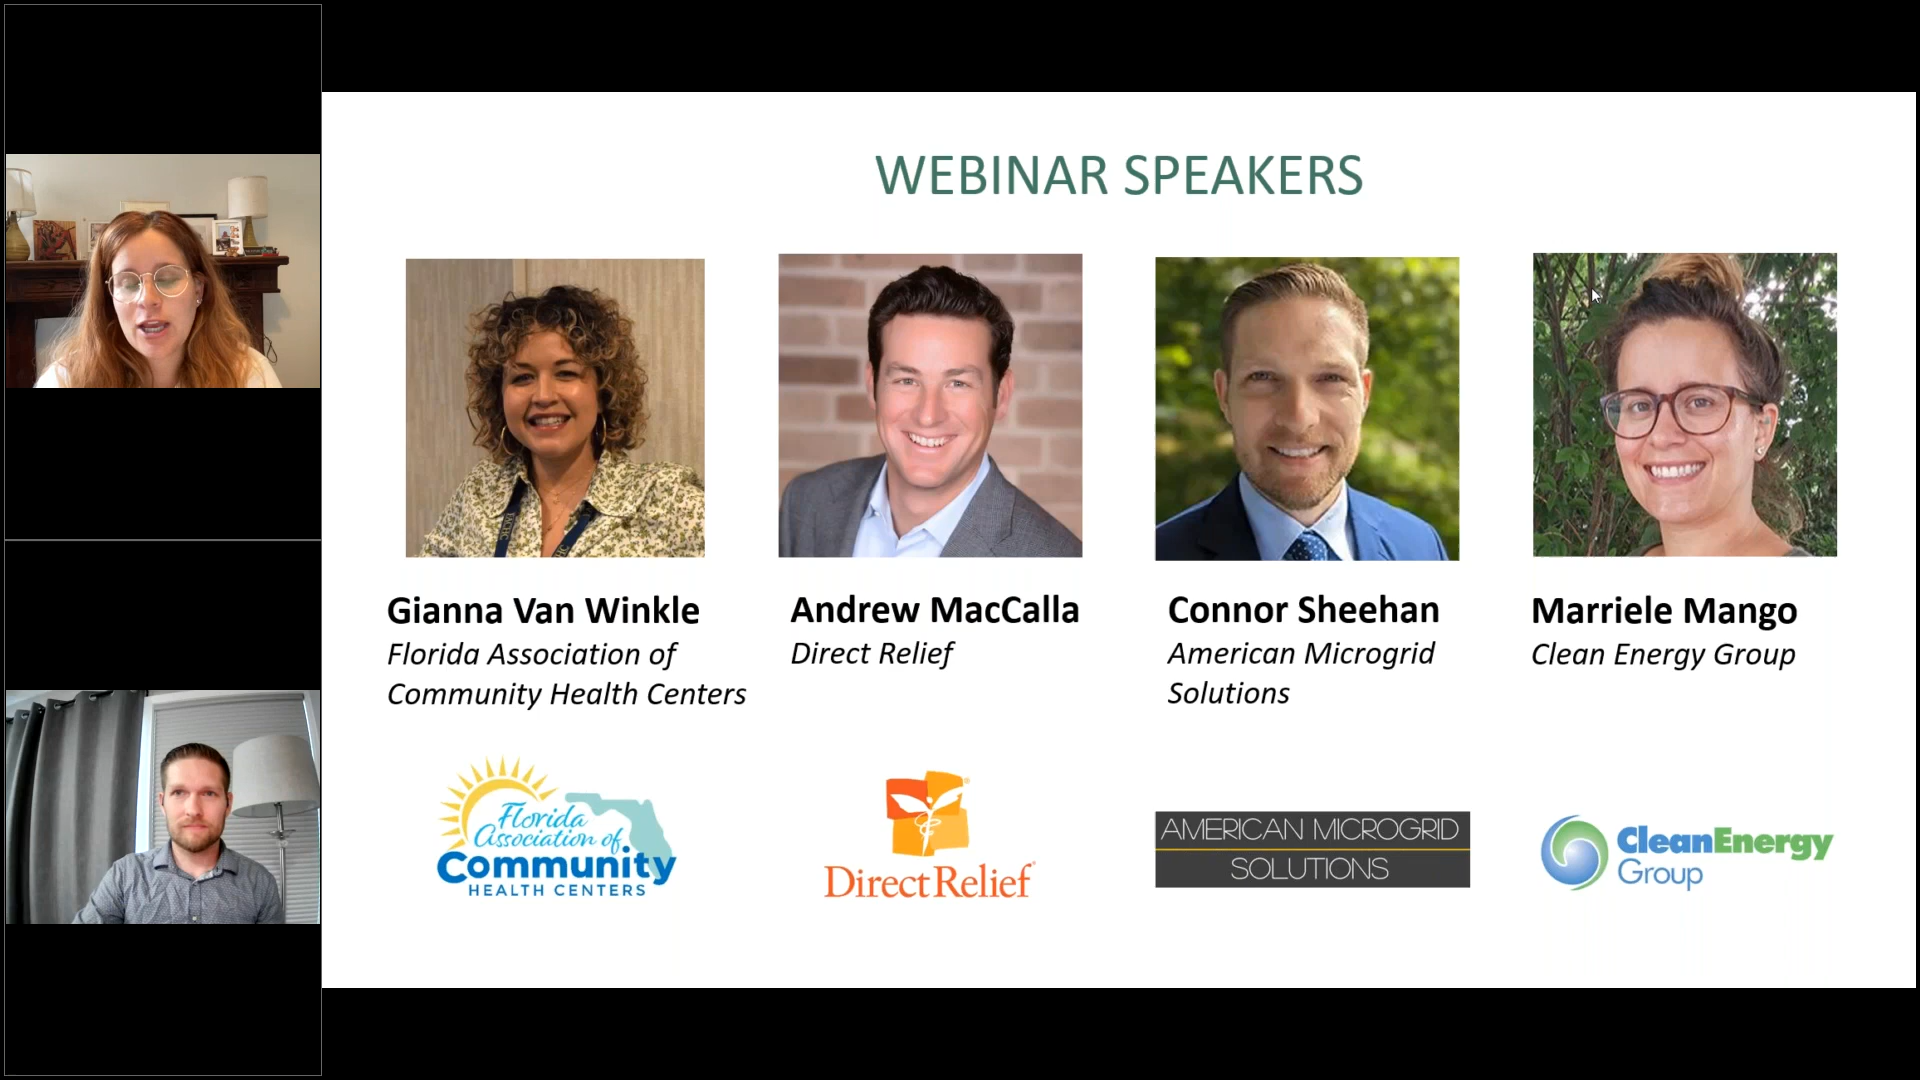 WEBINAR SPEAKERS
Gianna Van Winkle
Florida Association of
Community Health Centers
Andrew MacCalla
Direct Relief
Connor Sheehan
American Microgrid
Solutions
Marriele Mango
Clean Energy Group
Florida
Association of
Community
HEALTH CENTERS
DirectRelief
AMERICAN MICROGRID
SOLUTIONS
CleanEnergy
Group